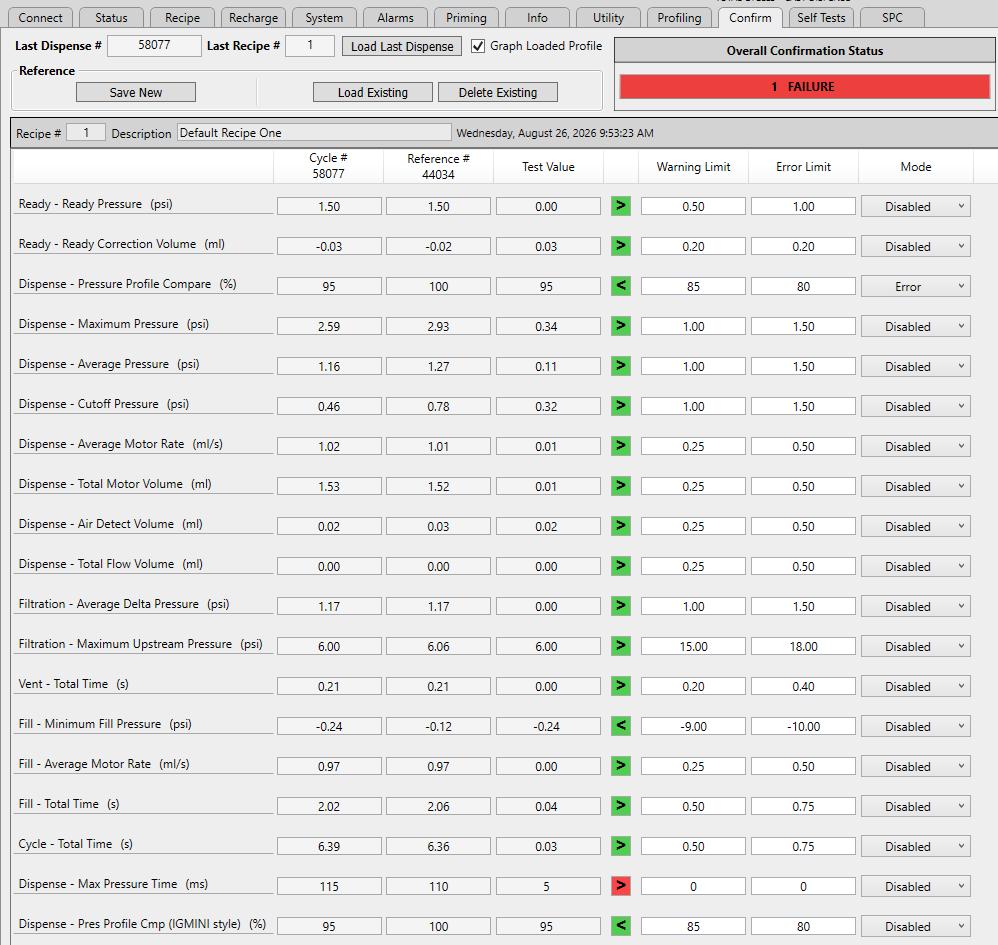 Connect Status Recipe Recharge System Alarms Priming Info Utility Profiling Confirm Self Tests SPC
Last Dispense # 58077 Last Recipe # 1 Load Last Dispense Graph Loaded Profile
Overall Confirmation Status
Reference
1 FAILURE
Save New Load Existing Delete Existing
Recipe # 1 Description Default Recipe One Wednesday, August 26, 2026 9:53:23 AM
Cycle # Reference # Test Value Warning Limit Error Limit Mode
58077 44034
Ready - Ready Pressure (psi) 1.50 1.50 0.00 > 0.50 1.00 Disabled
Ready - Ready Correction Volume (ml) -0.03 -0.02 0.03 > 0.20 0.20 Disabled
Dispense - Pressure Profile Compare (%) 95 100 95 < 85 80 Error
Dispense - Maximum Pressure (psi) 2.59 2.93 0.34 > 1.00 1.50 Disabled
Dispense - Average Pressure (psi) 1.16 1.27 0.11 > 1.00 1.50 Disabled
Dispense - Cutoff Pressure (psi) 0.46 0.78 0.32 > 1.00 1.50 Disabled
Dispense - Average Motor Rate (ml/s) 1.02 1.01 0.01 > 0.25 0.50 Disabled
Dispense - Total Motor Volume (ml) 1.53 1.52 0.01 > 0.25 0.50 Disabled
Dispense - Air Detect Volume (ml) 0.02 0.03 0.02 > 0.25 0.50 Disabled
Dispense - Total Flow Volume (ml) 0.00 0.00 0.00 > 0.25 0.50 Disabled
Filtration - Average Delta Pressure (psi) 1.17 1.17 0.00 > 1.00 1.50 Disabled
Filtration - Maximum Upstream Pressure (psi) 6.00 6.06 6.00 > 15.00 18.00 Disabled
Vent - Total Time (s) 0.21 0.21 0.00 > 0.20 0.40 Disabled
Fill - Minimum Fill Pressure (psi) -0.24 -0.12 -0.24 < -9.00 -10.00 Disabled
Fill - Average Motor Rate (ml/s) 0.97 0.97 0.00 > 0.25 0.50 Disabled
Fill - Total Time (s) 2.02 2.06 0.04 > 0.50 0.75 Disabled
Cycle - Total Time (s) 6.39 6.36 0.03 > 0.50 0.75 Disabled
Dispense - Max Pressure Time (ms) 115 110 5 > 0 0 Disabled
Dispense - Pres Profile Cmp (IGMINI style) (%) 95 100 95 < 85 80 Disabled